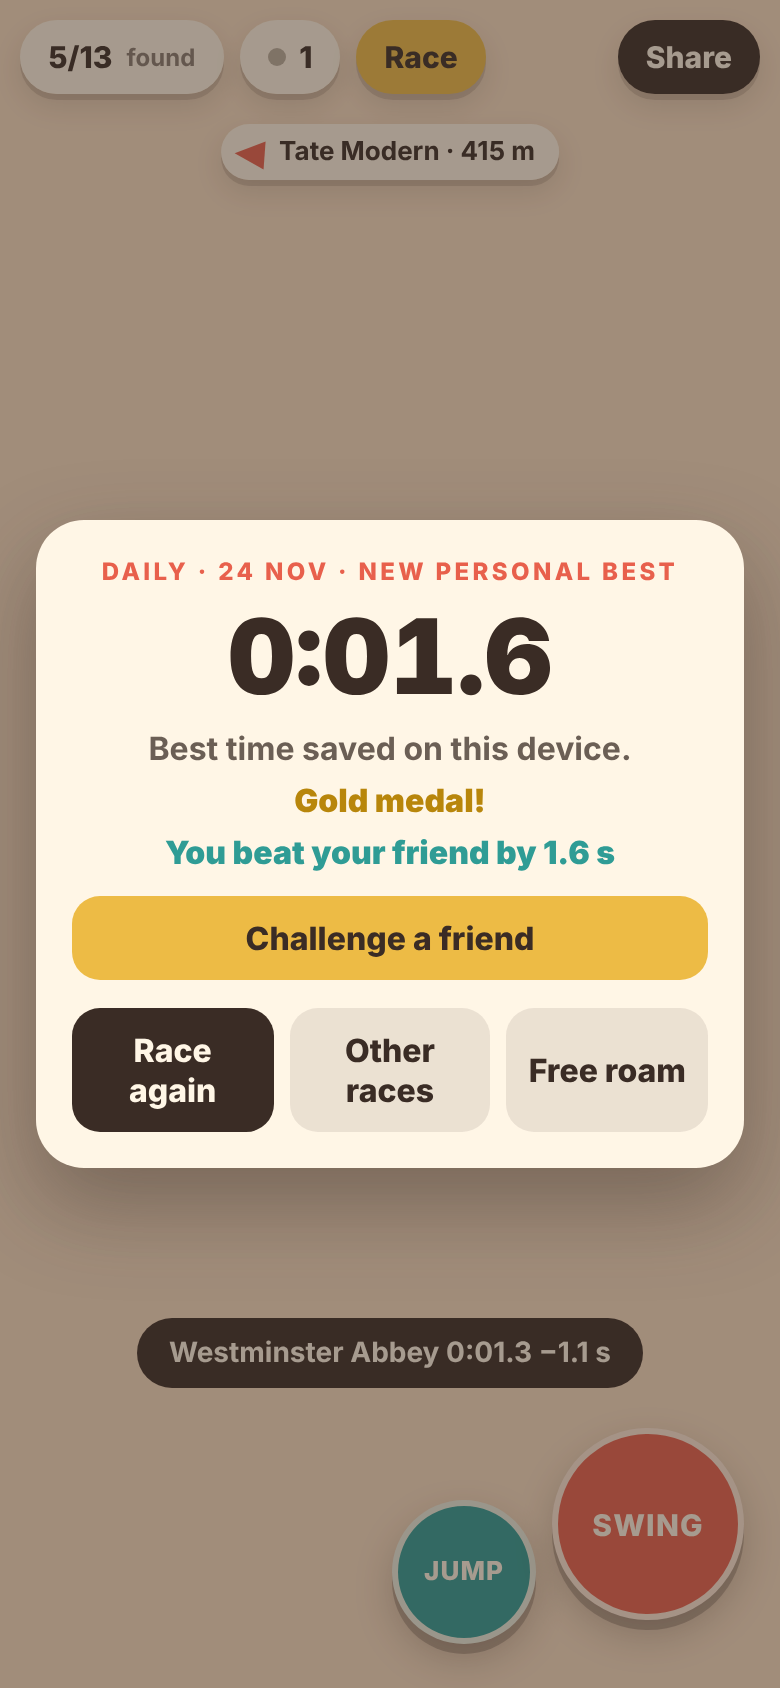 5/13 found
1
Race
Share
Tate Modern · 415 m
DAILY · 24 NOV · NEW PERSONAL BEST
0:01.6
Best time saved on this device.
Gold medal!
You beat your friend by 1.6 s
Challenge a friend
Race
again
Other
races
Free roam
Westminster Abbey 0:01.3 −1.1 s
SWING
JUMP